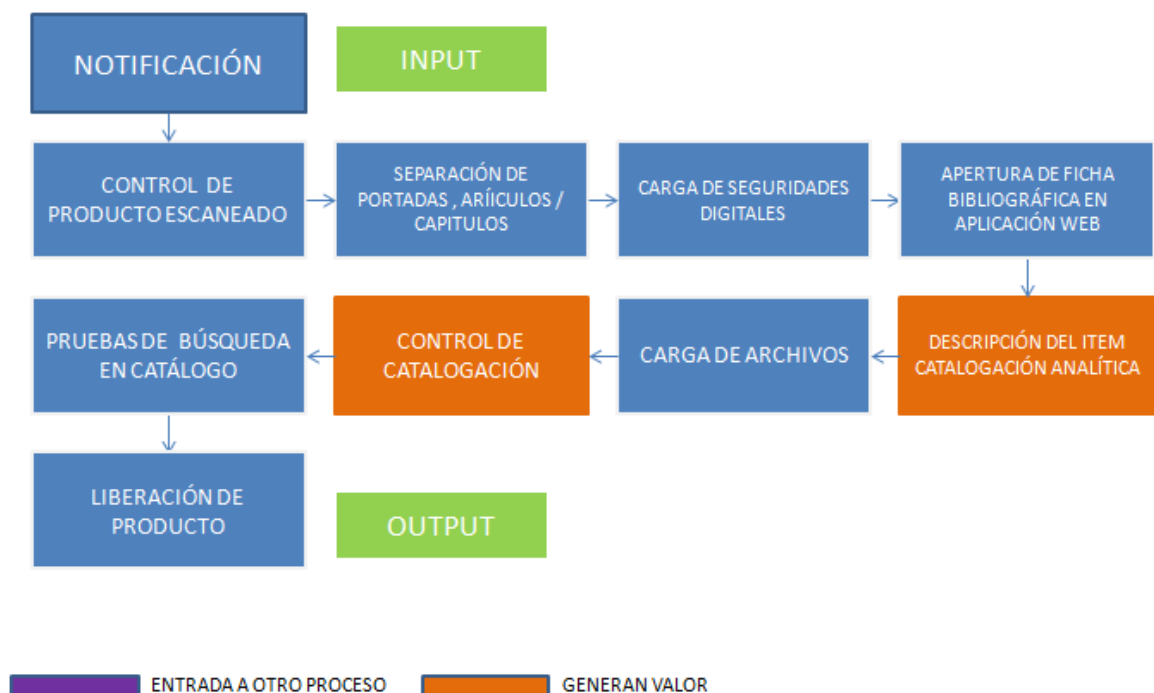 NOTIFICACIÓN
INPUT
CONTROL DE
PRODUCTO ESCANEADO
SEPARACIÓN DE
PORTADAS , ARÍICULOS /
CAPITULOS
CARGA DE SEGURIDADES
DIGITALES
APERTURA DE FICHA
BIBLIOGRÁFICA EN
APLICACIÓN WEB
PRUEBAS DE BÚSQUEDA
EN CATÁLOGO
CONTROL DE
CATALOGACIÓN
CARGA DE ARCHIVOS
DESCRIPCIÓN DEL ITEM
CATALOGACIÓN ANALÍTICA
LIBERACIÓN DE
PRODUCTO
OUTPUT
ENTRADA A OTRO PROCESO
GENERAN VALOR